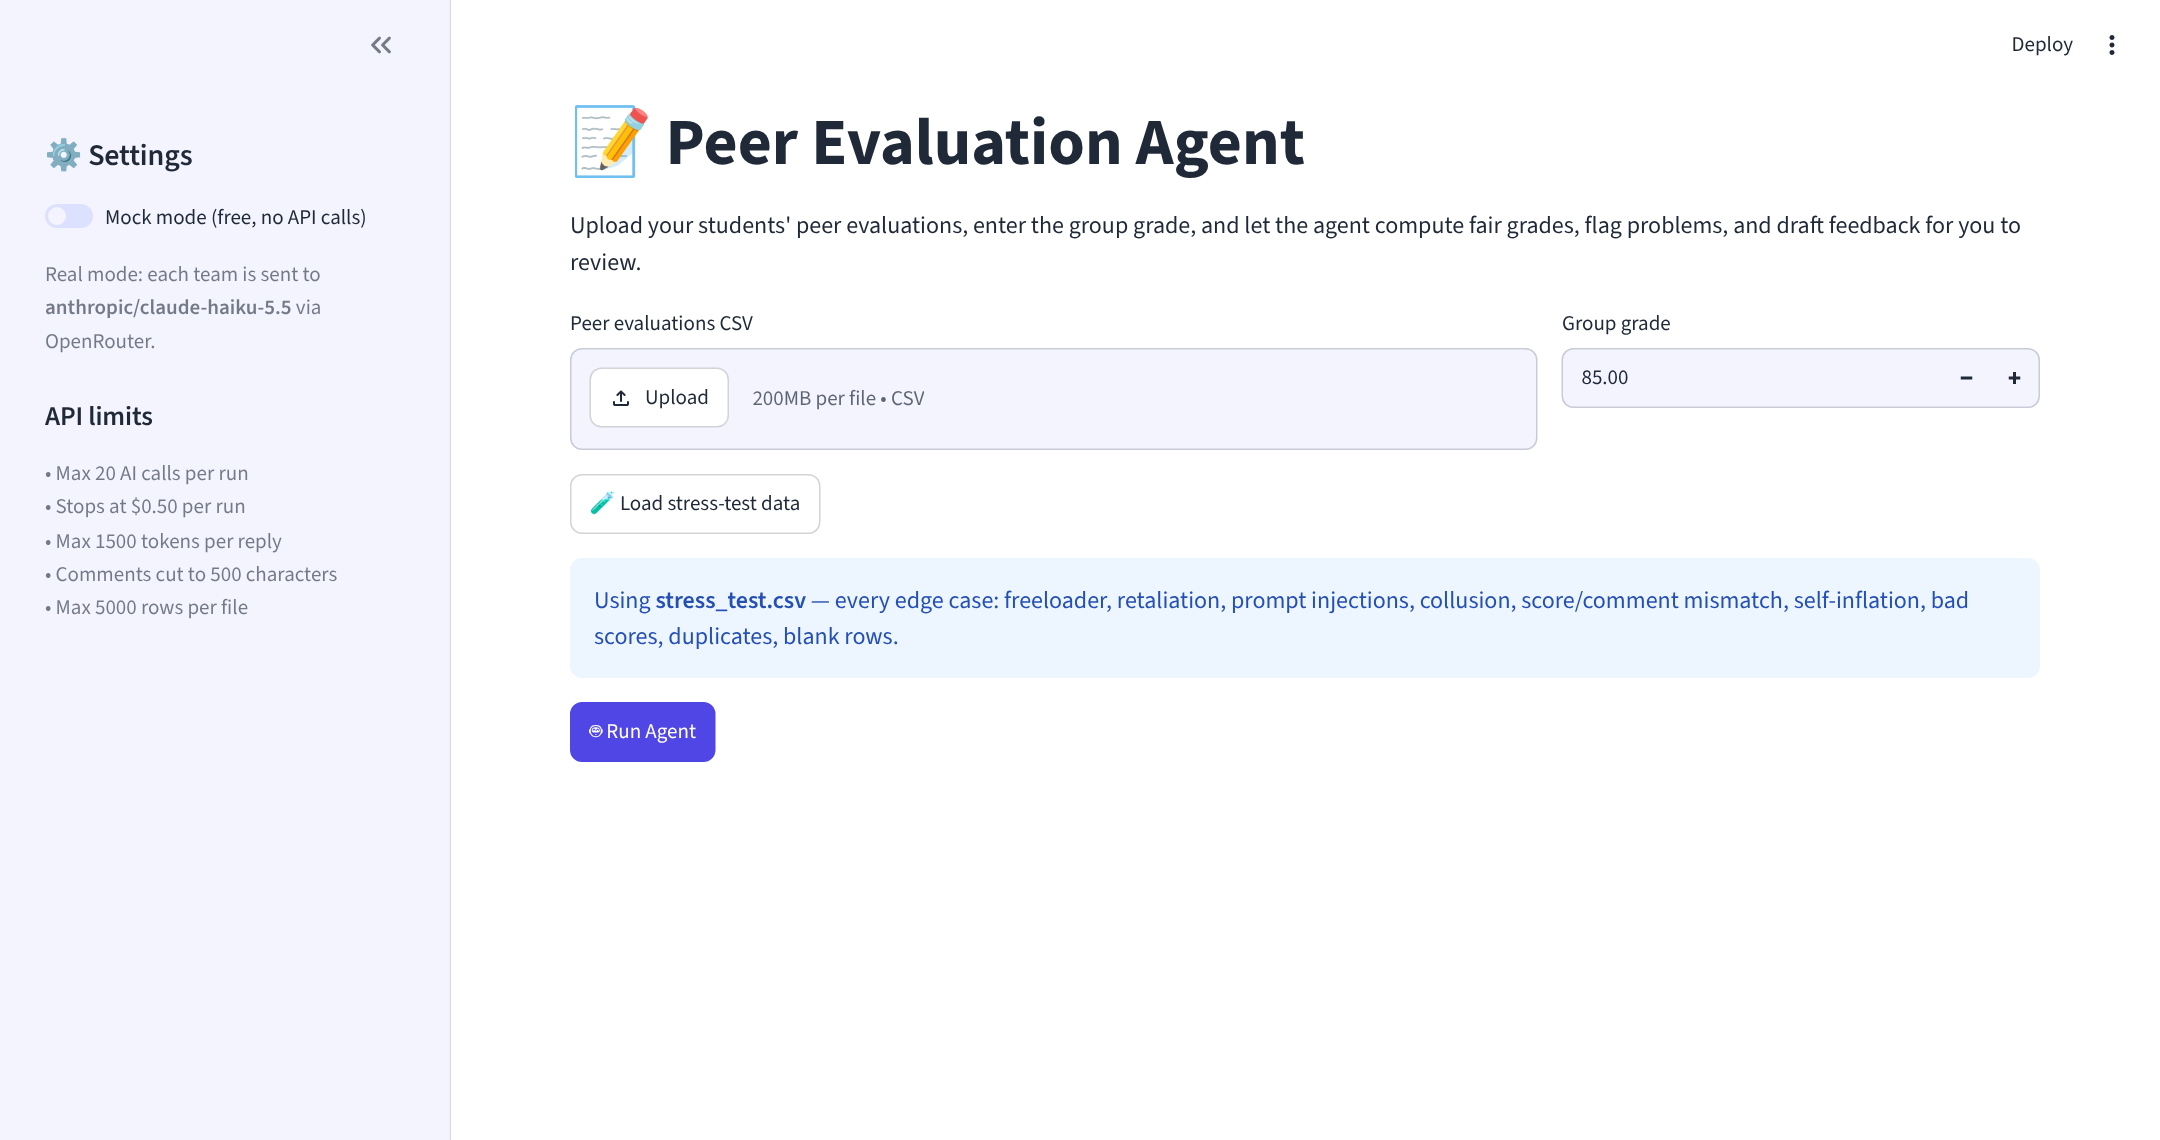 Settings
Mock mode (free, no API calls)
Real mode: each team is sent to
anthropic/claude-haiku-5.5 via
OpenRouter.
API limits
• Max 20 AI calls per run
• Stops at $0.50 per run
• Max 1500 tokens per reply
• Comments cut to 500 characters
• Max 5000 rows per file
Deploy
Peer Evaluation Agent
Upload your students' peer evaluations, enter the group grade, and let the agent compute fair grades, flag problems, and draft feedback for you to
review.
Peer evaluations CSV
Upload
200MB per file • CSV
Group grade
85.00
Load stress-test data
Using stress_test.csv — every edge case: freeloader, retaliation, prompt injections, collusion, score/comment mismatch, self-inflation, bad
scores, duplicates, blank rows.
Run Agent